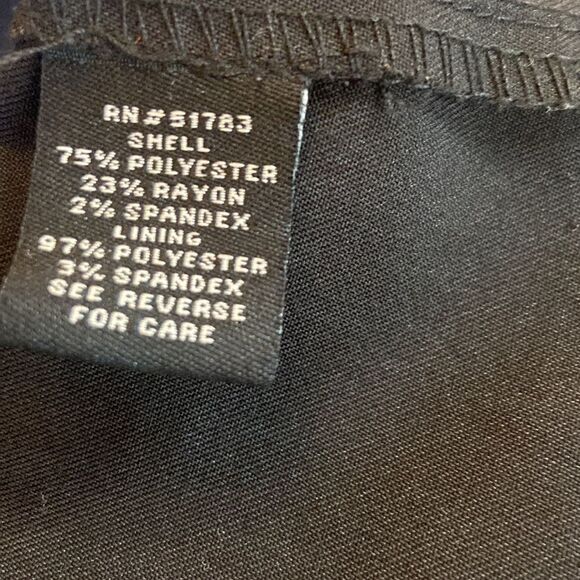 RN#51783
SHELL
75% POLYESTER
23% RAYON
2% SPANDEX
LINING
97% POLYESTER
3% SPANDEX
SEE REVERSE
FOR CARE